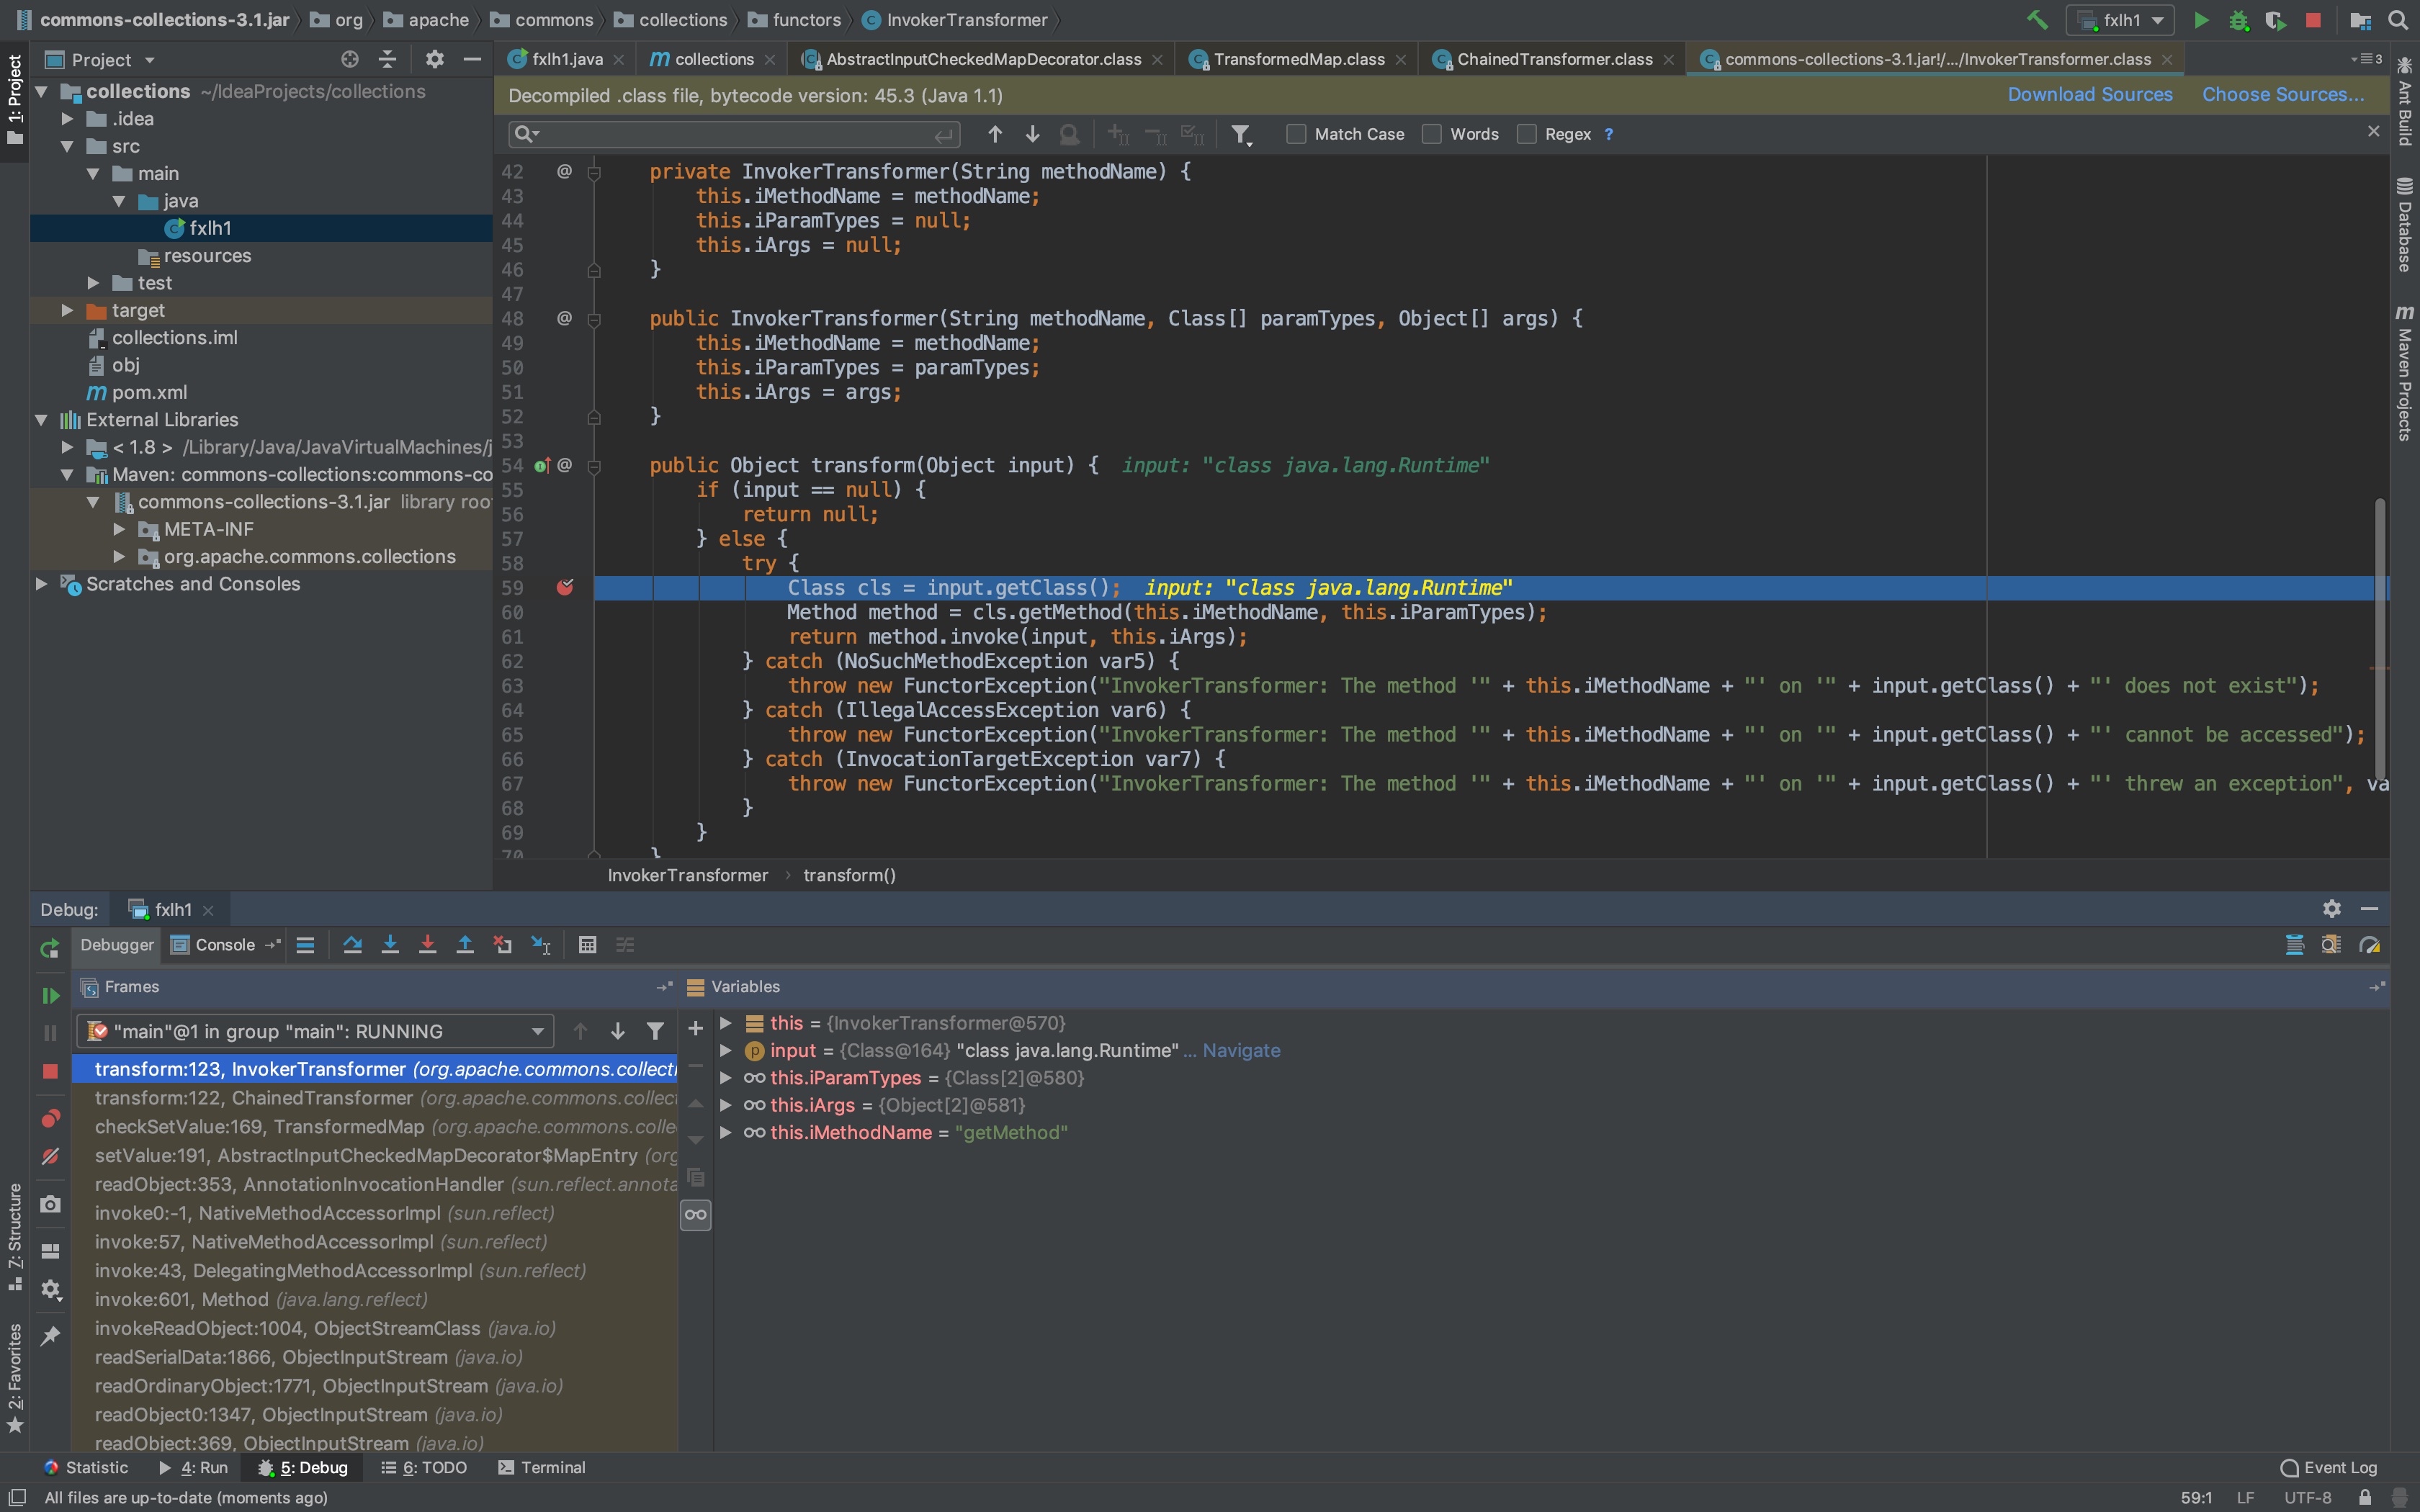 commons-collections-3.1.jar org apache commons collections functors InvokerTransformer fxlh1
1: Project
Project
fxlh1.java collections AbstractInputCheckedMapDecorator.class TransformedMap.class ChainedTransformer.class commons-collections-3.1.jar!/.../InvokerTransformer.class 3
collections ~/IdeaProjects/collections
.idea
src
main
java
fxlh1
resources
test
target
collections.iml
obj
pom.xml
External Libraries
< 1.8 > /Library/Java/JavaVirtualMachines/j
Maven: commons-collections:commons-co
commons-collections-3.1.jar library roo
META-INF
org.apache.commons.collections
Scratches and Consoles
Decompiled .class file, bytecode version: 45.3 (Java 1.1) Download Sources Choose Sources...
Match Case Words Regex ?
42 @ private InvokerTransformer(String methodName) {
43 this.iMethodName = methodName;
44 this.iParamTypes = null;
45 this.iArgs = null;
46 }
47
48 @ public InvokerTransformer(String methodName, Class[] paramTypes, Object[] args) {
49 this.iMethodName = methodName;
50 this.iParamTypes = paramTypes;
51 this.iArgs = args;
52 }
53
54 @ public Object transform(Object input) { input: "class java.lang.Runtime"
55 if (input == null) {
56 return null;
57 } else {
58 try {
59 Class cls = input.getClass(); input: "class java.lang.Runtime"
60 Method method = cls.getMethod(this.iMethodName, this.iParamTypes);
61 return method.invoke(input, this.iArgs);
62 } catch (NoSuchMethodException var5) {
63 throw new FunctorException("InvokerTransformer: The method '" + this.iMethodName + "' on '" + input.getClass() + "' does not exist");
64 } catch (IllegalAccessException var6) {
65 throw new FunctorException("InvokerTransformer: The method '" + this.iMethodName + "' on '" + input.getClass() + "' cannot be accessed");
66 } catch (InvocationTargetException var7) {
67 throw new FunctorException("InvokerTransformer: The method '" + this.iMethodName + "' on '" + input.getClass() + "' threw an exception", va
68 }
69 }
70 }
InvokerTransformer transform()
Ant Build
Database
Maven Projects
Debug: fxlh1
Debugger Console
Frames
"main"@1 in group "main": RUNNING
transform:123, InvokerTransformer (org.apache.commons.collecti
transform:122, ChainedTransformer (org.apache.commons.collect
checkSetValue:169, TransformedMap (org.apache.commons.colle
setValue:191, AbstractInputCheckedMapDecorator$MapEntry (org
readObject:353, AnnotationInvocationHandler (sun.reflect.annota
invoke0:-1, NativeMethodAccessorImpl (sun.reflect)
invoke:57, NativeMethodAccessorImpl (sun.reflect)
invoke:43, DelegatingMethodAccessorImpl (sun.reflect)
invoke:601, Method (java.lang.reflect)
invokeReadObject:1004, ObjectStreamClass (java.io)
readSerialData:1866, ObjectInputStream (java.io)
readOrdinaryObject:1771, ObjectInputStream (java.io)
readObject0:1347, ObjectInputStream (java.io)
readObject:369, ObjectInputStream (java.io)
Variables
this = {InvokerTransformer@570}
input = {Class@164} "class java.lang.Runtime" ... Navigate
this.iParamTypes = {Class[2]@580}
this.iArgs = {Object[2]@581}
this.iMethodName = "getMethod"
7: Structure
2: Favorites
Statistic 4: Run 5: Debug 6: TODO Terminal Event Log
All files are up-to-date (moments ago) 59:1 LF UTF-8